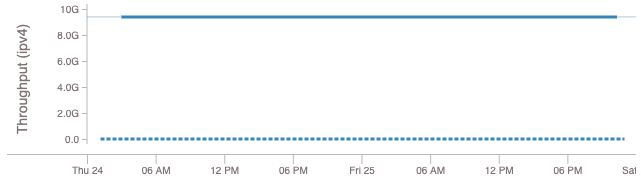 Throughput (ipv4)
10G
8.0G
6.0G
4.0G
2.0G
0.0
Thu 24 06 AM 12 PM 06 PM Fri 25 06 AM 12 PM 06 PM Sat